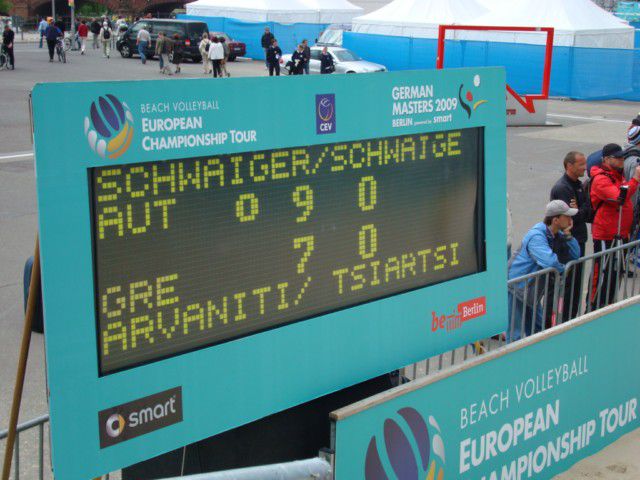 BEACH VOLLEYBALL
EUROPEAN
CHAMPIONSHIP TOUR
CEV
GERMAN
MASTERS 2009
BERLIN powered by smart
SCHWAIGER/SCHWAIGE
AUT 0 9 0
7 0
GRE
ARVANITI/ TSIARTSI
be Berlin
smart
BEACH VOLLEYBALL
EUROPEAN
CHAMPIONSHIP TOUR